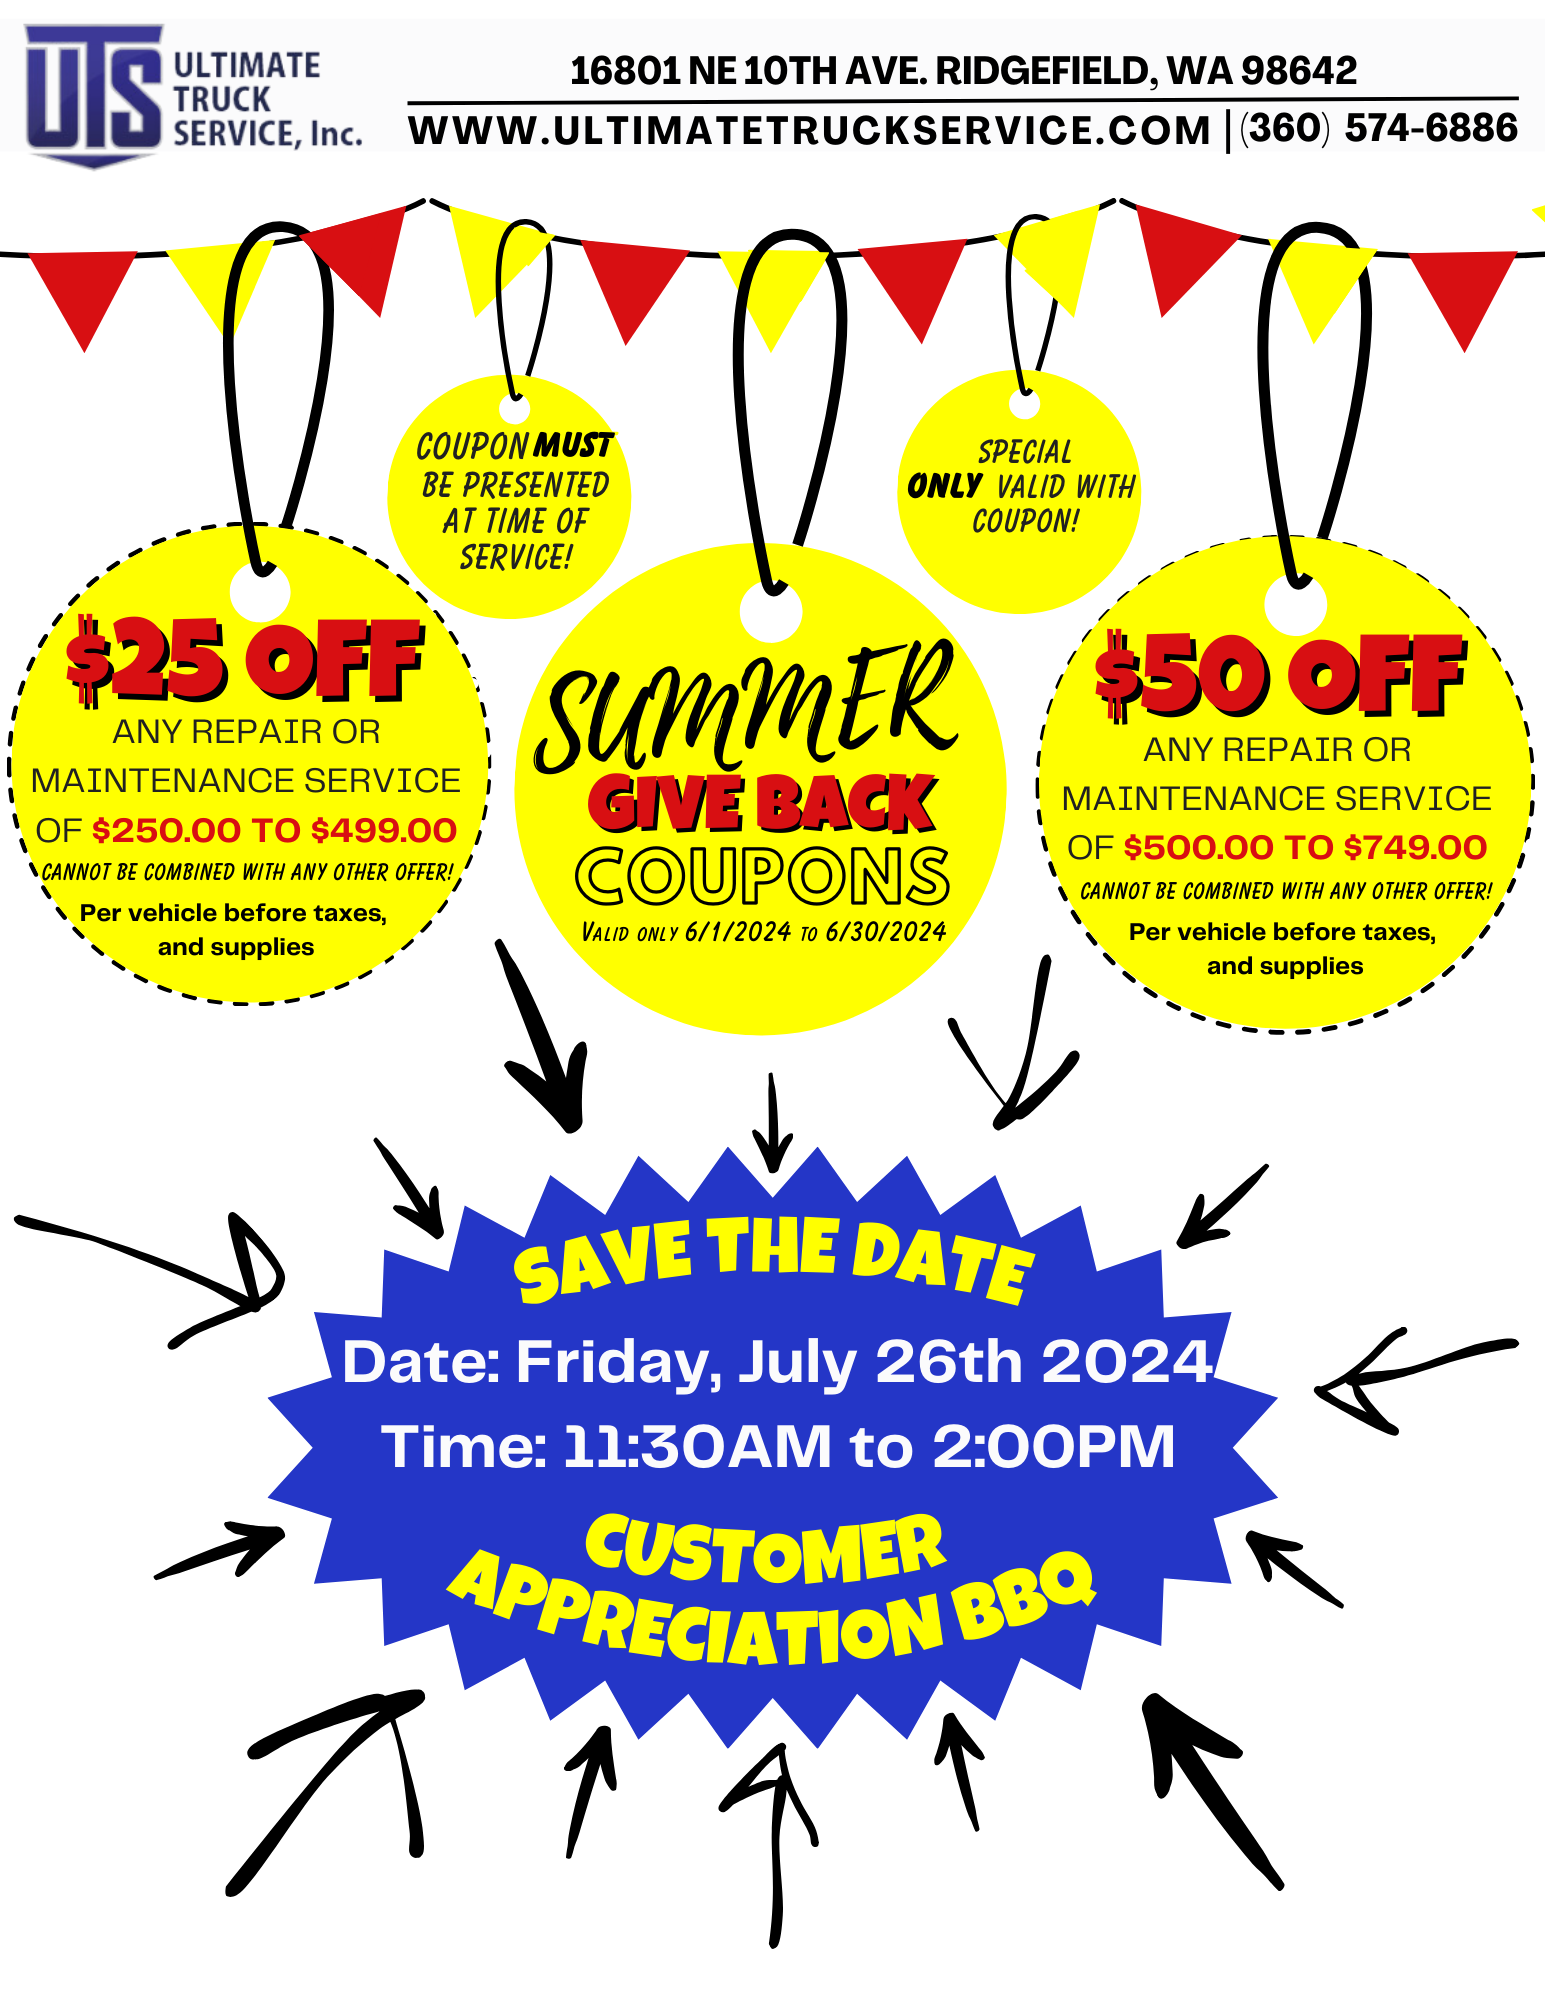 UTS
ULTIMATE
TRUCK
SERVICE, Inc.
16801 NE 10TH AVE. RIDGEFIELD, WA 98642
WWW.ULTIMATETRUCKSERVICE.COM | (360) 574-6886
COUPON MUST
BE PRESENTED
AT TIME OF
SERVICE!
SPECIAL
ONLY VALID WITH
COUPON!
$25 OFF
ANY REPAIR OR
MAINTENANCE SERVICE
OF $250.00 TO $499.00
CANNOT BE COMBINED WITH ANY OTHER OFFER!
Per vehicle before taxes,
and supplies
SUMMER
GIVE BACK
COUPONS
VALID ONLY 6/1/2024 TO 6/30/2024
$50 OFF
ANY REPAIR OR
MAINTENANCE SERVICE
OF $500.00 TO $749.00
CANNOT BE COMBINED WITH ANY OTHER OFFER!
Per vehicle before taxes,
and supplies
SAVE THE DATE
Date: Friday, July 26th 2024
Time: 11:30AM to 2:00PM
CUSTOMER
APPRECIATION BBQ